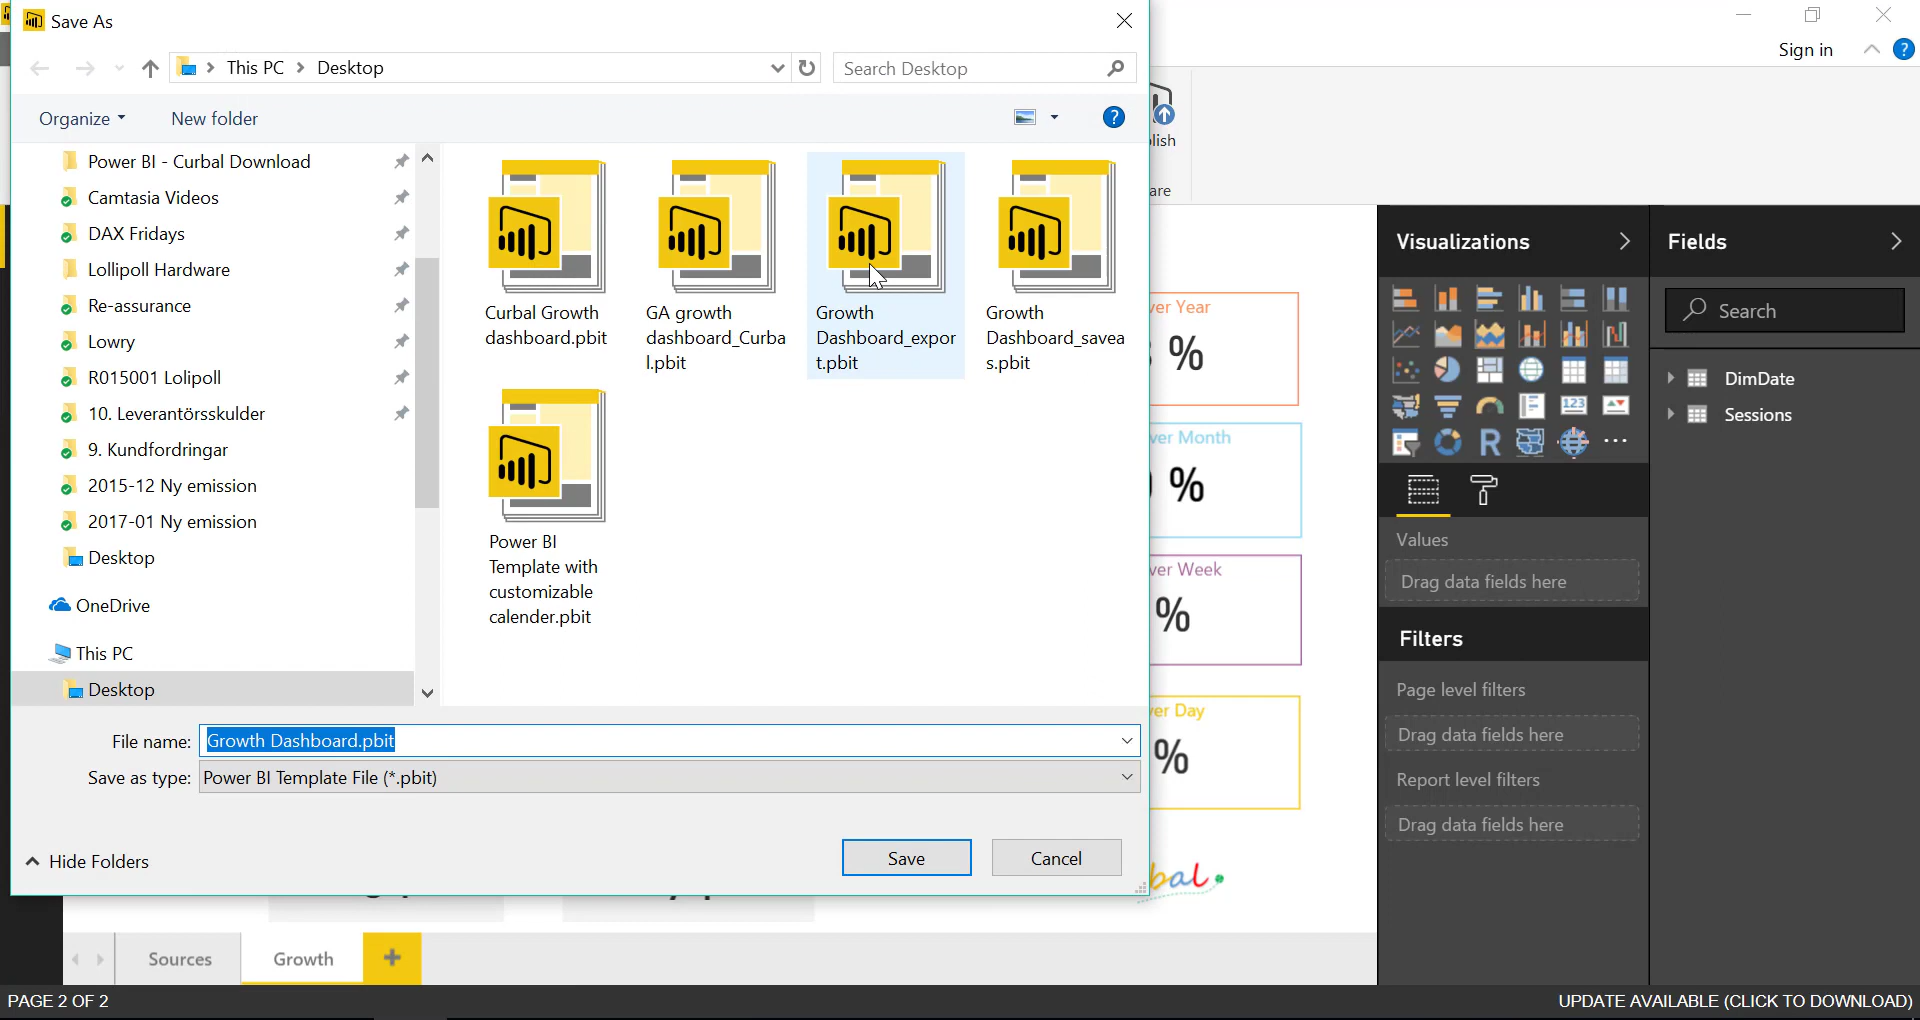 Save As
Sign in
This PC
Desktop
Search Desktop
Organize
New folder
lish
are
Power BI - Curbal Download
Camtasia Videos
DAX Fridays
Lollipoll Hardware
Re-assurance
Lowry
R015001 Lolipoll
10. Leverantörsskulder
9. Kundfordringar
2015-12 Ny emission
2017-01 Ny emission
Desktop
OneDrive
This PC
Desktop
Curbal Growth
dashboard.pbit
GA growth
dashboard_Curba
l.pbit
Growth
Dashboard_expor
t.pbit
Growth
Dashboard_savea
s.pbit
Power BI
Template with
customizable
calender.pbit
File name: Growth Dashboard.pbit
Save as type: Power BI Template File (*.pbit)
Hide Folders
Save
Cancel
ver Year
%
ver Month
%
ver Week
%
ver Day
%
bal
Visualizations
Fields
Search
DimDate
Sessions
R
123
Values
Drag data fields here
Filters
Page level filters
Drag data fields here
Report level filters
Drag data fields here
Sources
Growth
PAGE 2 OF 2
UPDATE AVAILABLE (CLICK TO DOWNLOAD)